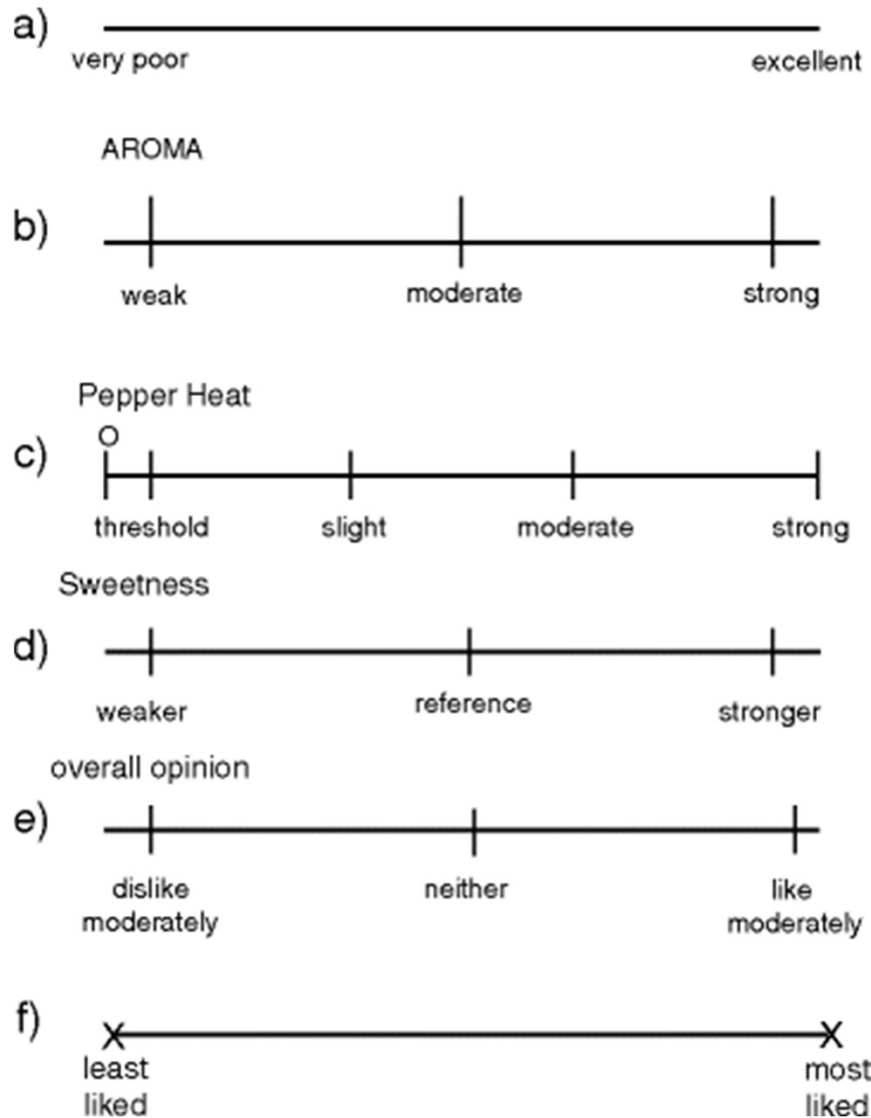 a)
very poor excellent
AROMA
b)
weak moderate strong
Pepper Heat
O
c)
threshold slight moderate strong
Sweetness
d)
weaker reference stronger
overall opinion
e)
dislike neither like
moderately moderately
f)
X X
least most
liked liked